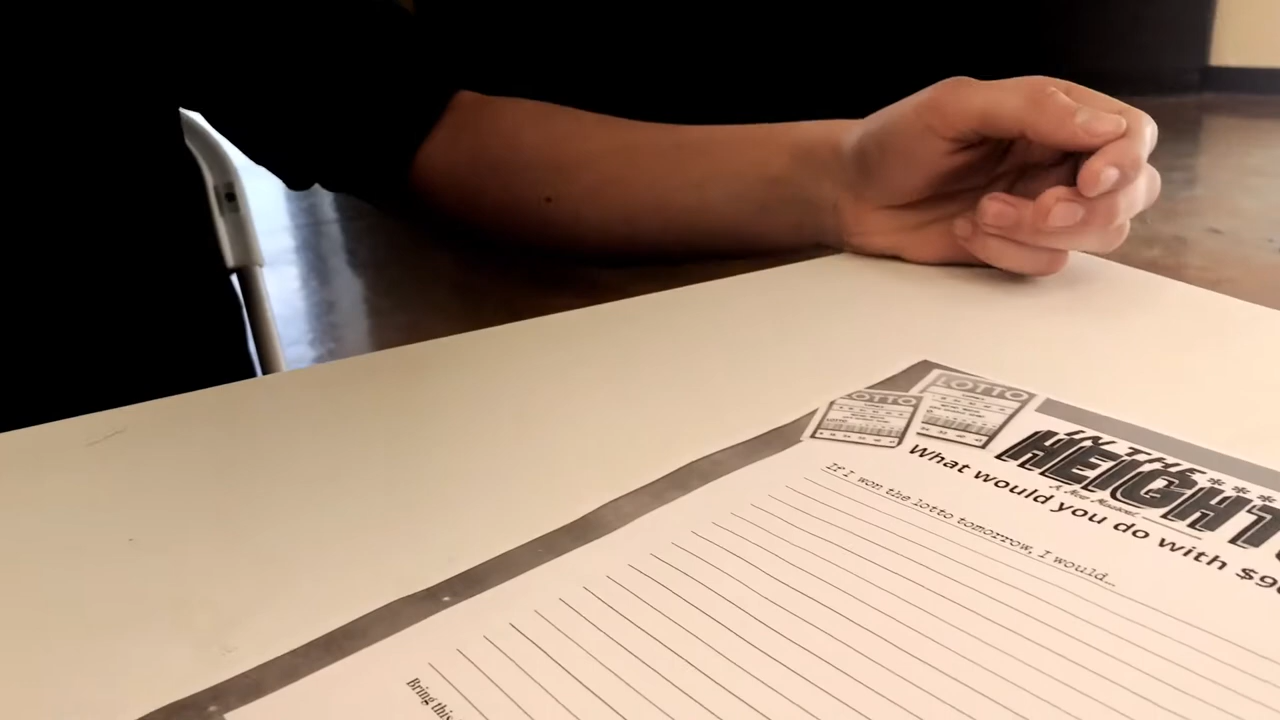 LOTTO
LOTTO
IN THE
HEIGHTS
A New Musical
What would you do with $9
If I won the lotto tomorrow, I would...
Bring this